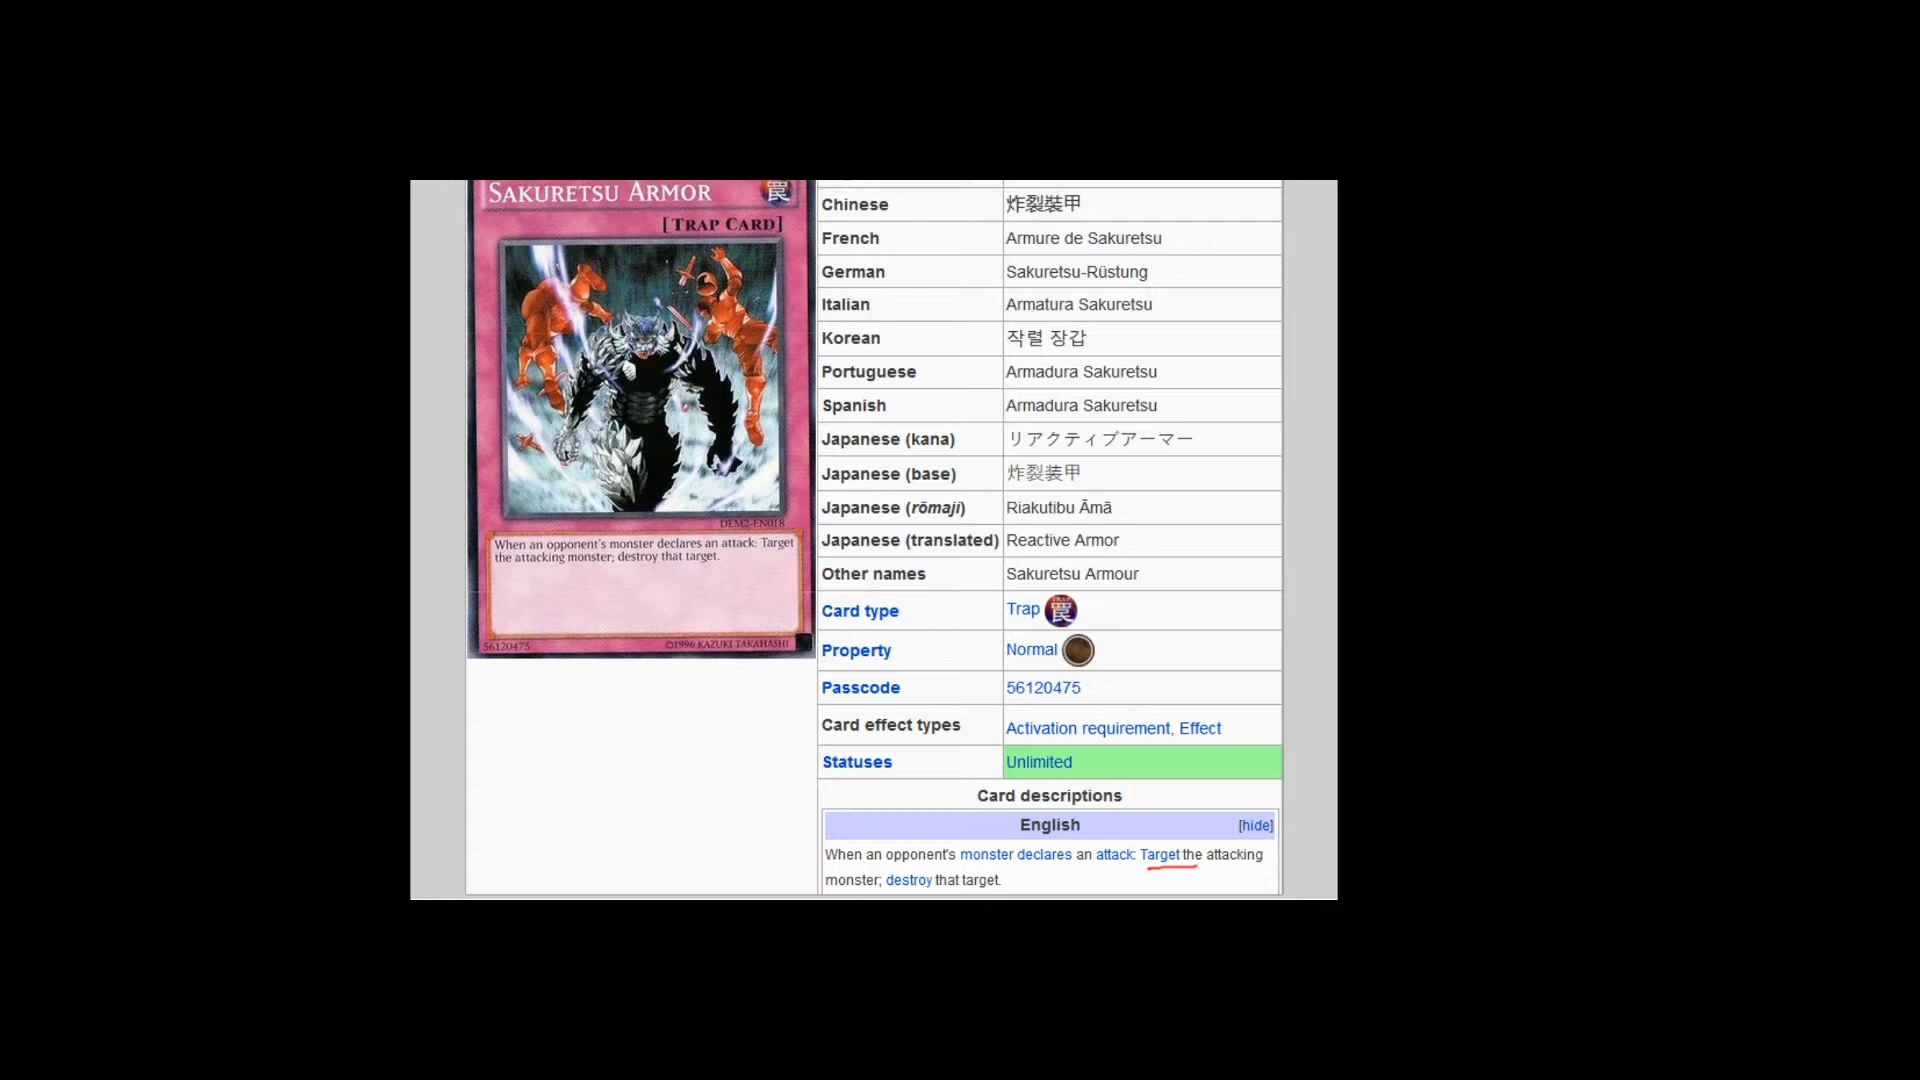 SAKURETSU ARMOR
罠
[TRAP CARD]
DEM2-EN018
When an opponent's monster declares an attack: Target
the attacking monster; destroy that target.
56120475
©1996 KAZUKI TAKAHASHI
Chinese 炸裂裝甲
French Armure de Sakuretsu
German Sakuretsu-Rüstung
Italian Armatura Sakuretsu
Korean 작렬 장갑
Portuguese Armadura Sakuretsu
Spanish Armadura Sakuretsu
Japanese (kana) リアクティブアーマー
Japanese (base) 炸裂装甲
Japanese (rōmaji) Riakutibu Āmā
Japanese (translated) Reactive Armor
Other names Sakuretsu Armour
Card type Trap TRAP 罠
Property Normal
Passcode 56120475
Card effect types Activation requirement, Effect
Statuses Unlimited
Card descriptions
English [hide]
When an opponent's monster declares an attack: Target the attacking
monster; destroy that target.